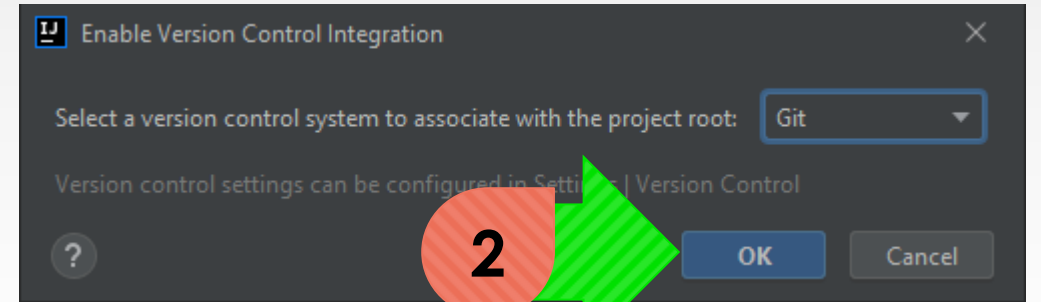 IJ Enable Version Control Integration
Select a version control system to associate with the project root: Git
Version control settings can be configured in Settings | Version Control
? 2 OK Cancel